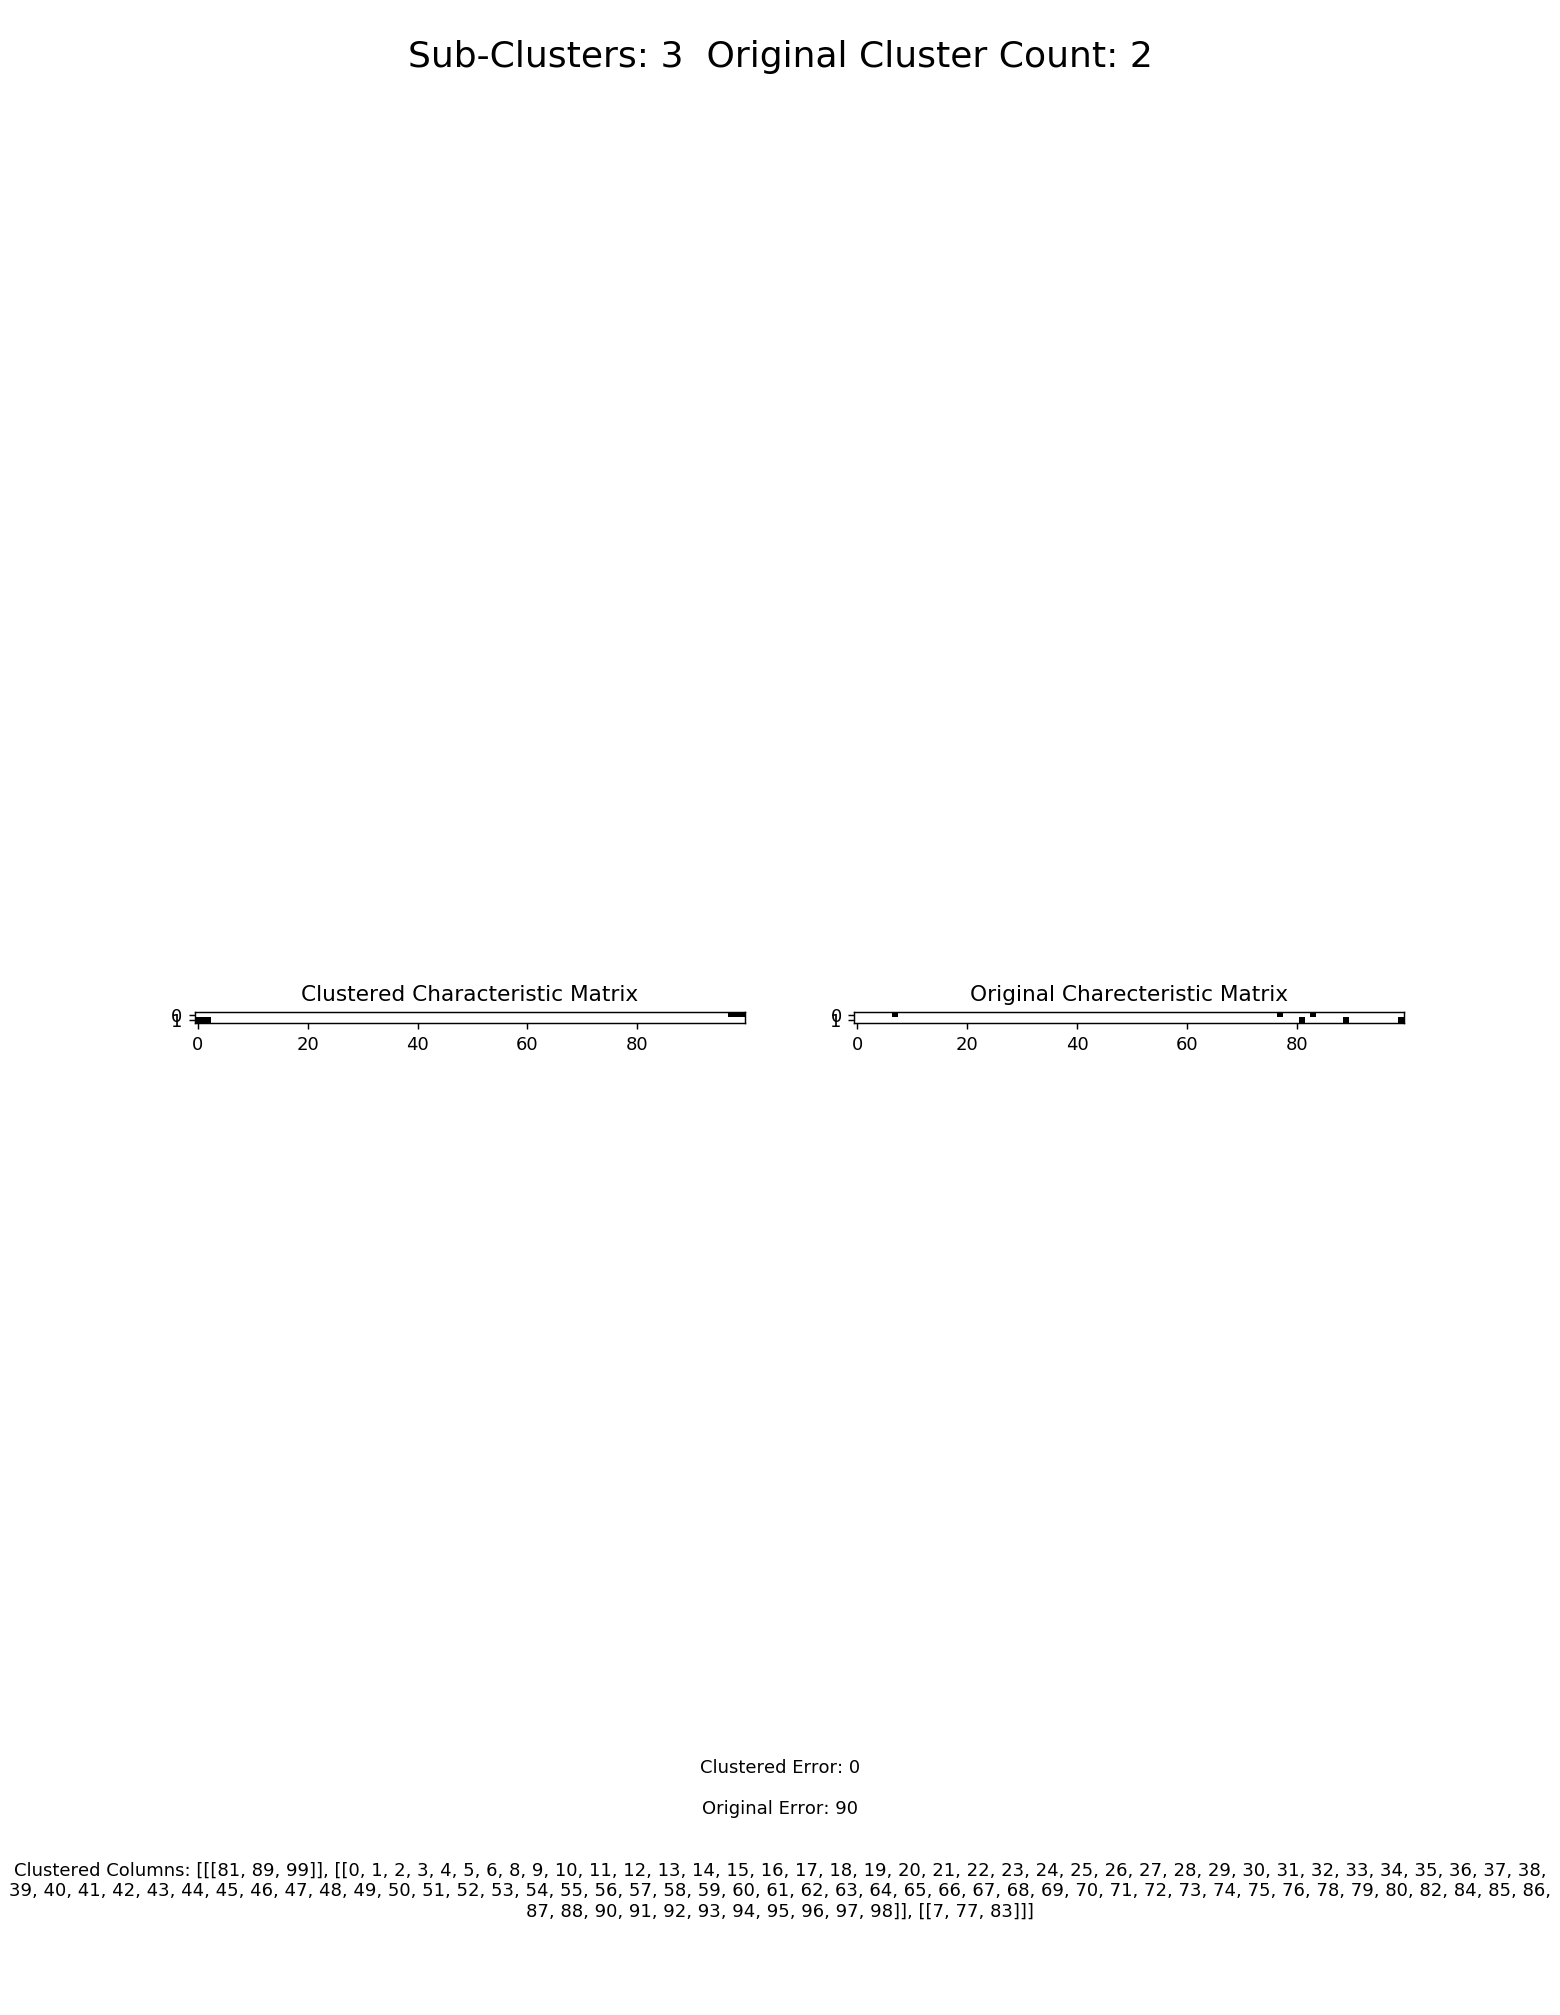 Sub-Clusters: 3  Original Cluster Count: 2
Clustered Characteristic Matrix
0
1
0 20 40 60 80
Original Charecteristic Matrix
0
1
0 20 40 60 80
Clustered Error: 0
Original Error: 90
Clustered Columns: [[[81, 89, 99]], [[0, 1, 2, 3, 4, 5, 6, 8, 9, 10, 11, 12, 13, 14, 15, 16, 17, 18, 19, 20, 21, 22, 23, 24, 25, 26, 27, 28, 29, 30, 31, 32, 33, 34, 35, 36, 37, 38,
39, 40, 41, 42, 43, 44, 45, 46, 47, 48, 49, 50, 51, 52, 53, 54, 55, 56, 57, 58, 59, 60, 61, 62, 63, 64, 65, 66, 67, 68, 69, 70, 71, 72, 73, 74, 75, 76, 78, 79, 80, 82, 84, 85, 86,
87, 88, 90, 91, 92, 93, 94, 95, 96, 97, 98]], [[7, 77, 83]]]